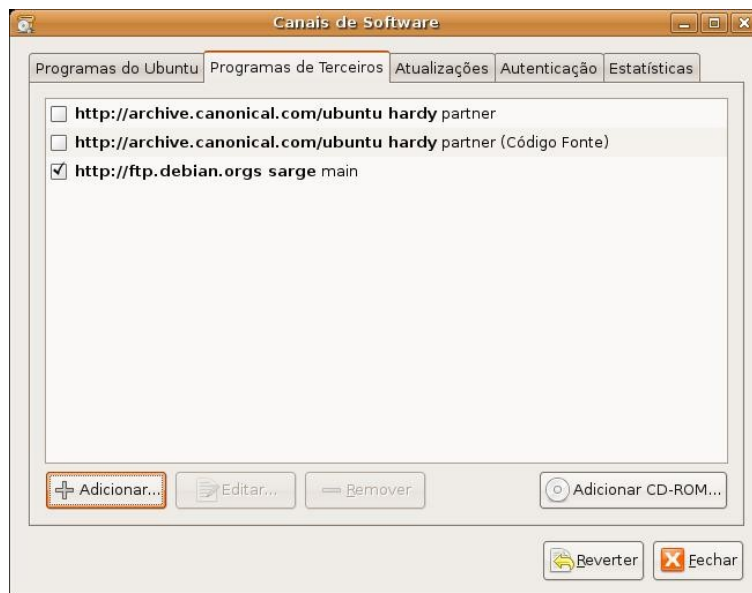 Canais de Software
Programas do Ubuntu Programas de Terceiros Atualizações Autenticação Estatísticas
http://archive.canonical.com/ubuntu hardy partner
http://archive.canonical.com/ubuntu hardy partner (Código Fonte)
http://ftp.debian.orgs sarge main
Adicionar... Editar... Remover Adicionar CD-ROM...
Reverter Fechar